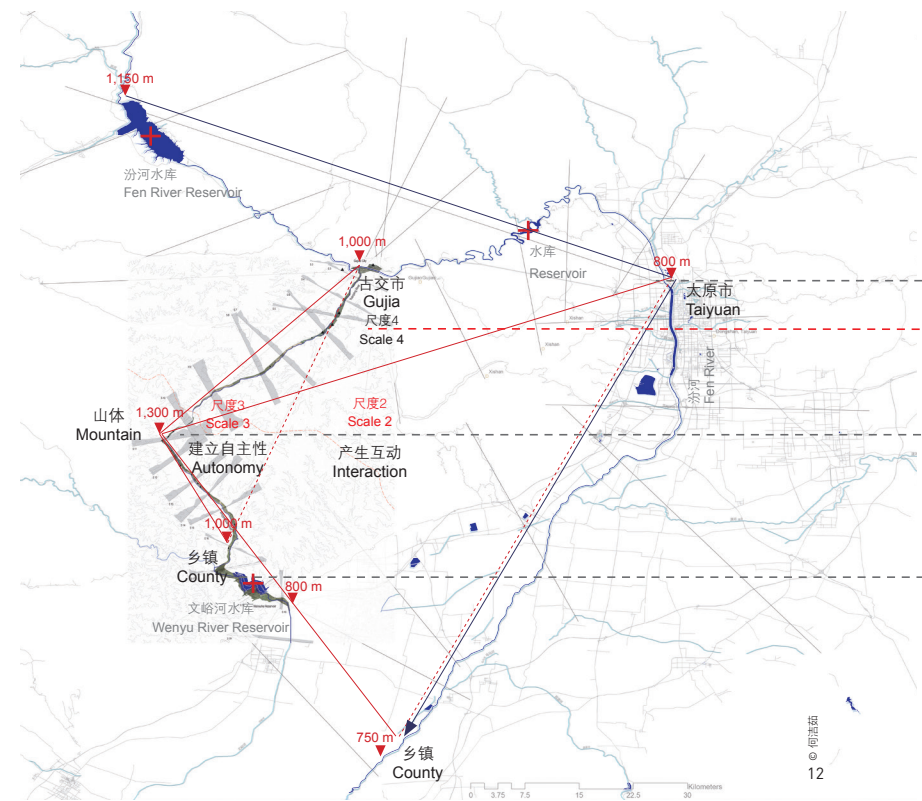 1,150 m
汾河水库
Fen River Reservoir
1,000 m
古交市
Gujia
尺度4
Scale 4
水库
Reservoir
800 m
太原市
Taiyuan
汾河
Fen River
山体
Mountain
1,300 m
尺度3
Scale 3
尺度2
Scale 2
建立自主性
Autonomy
产生互动
Interaction
1,000 m
乡镇
County
800 m
文峪河水库
Wenyu River Reservoir
750 m
乡镇
County
© 何洁茹
12
Kilometers
0 3.75 7.5 15 22.5 30